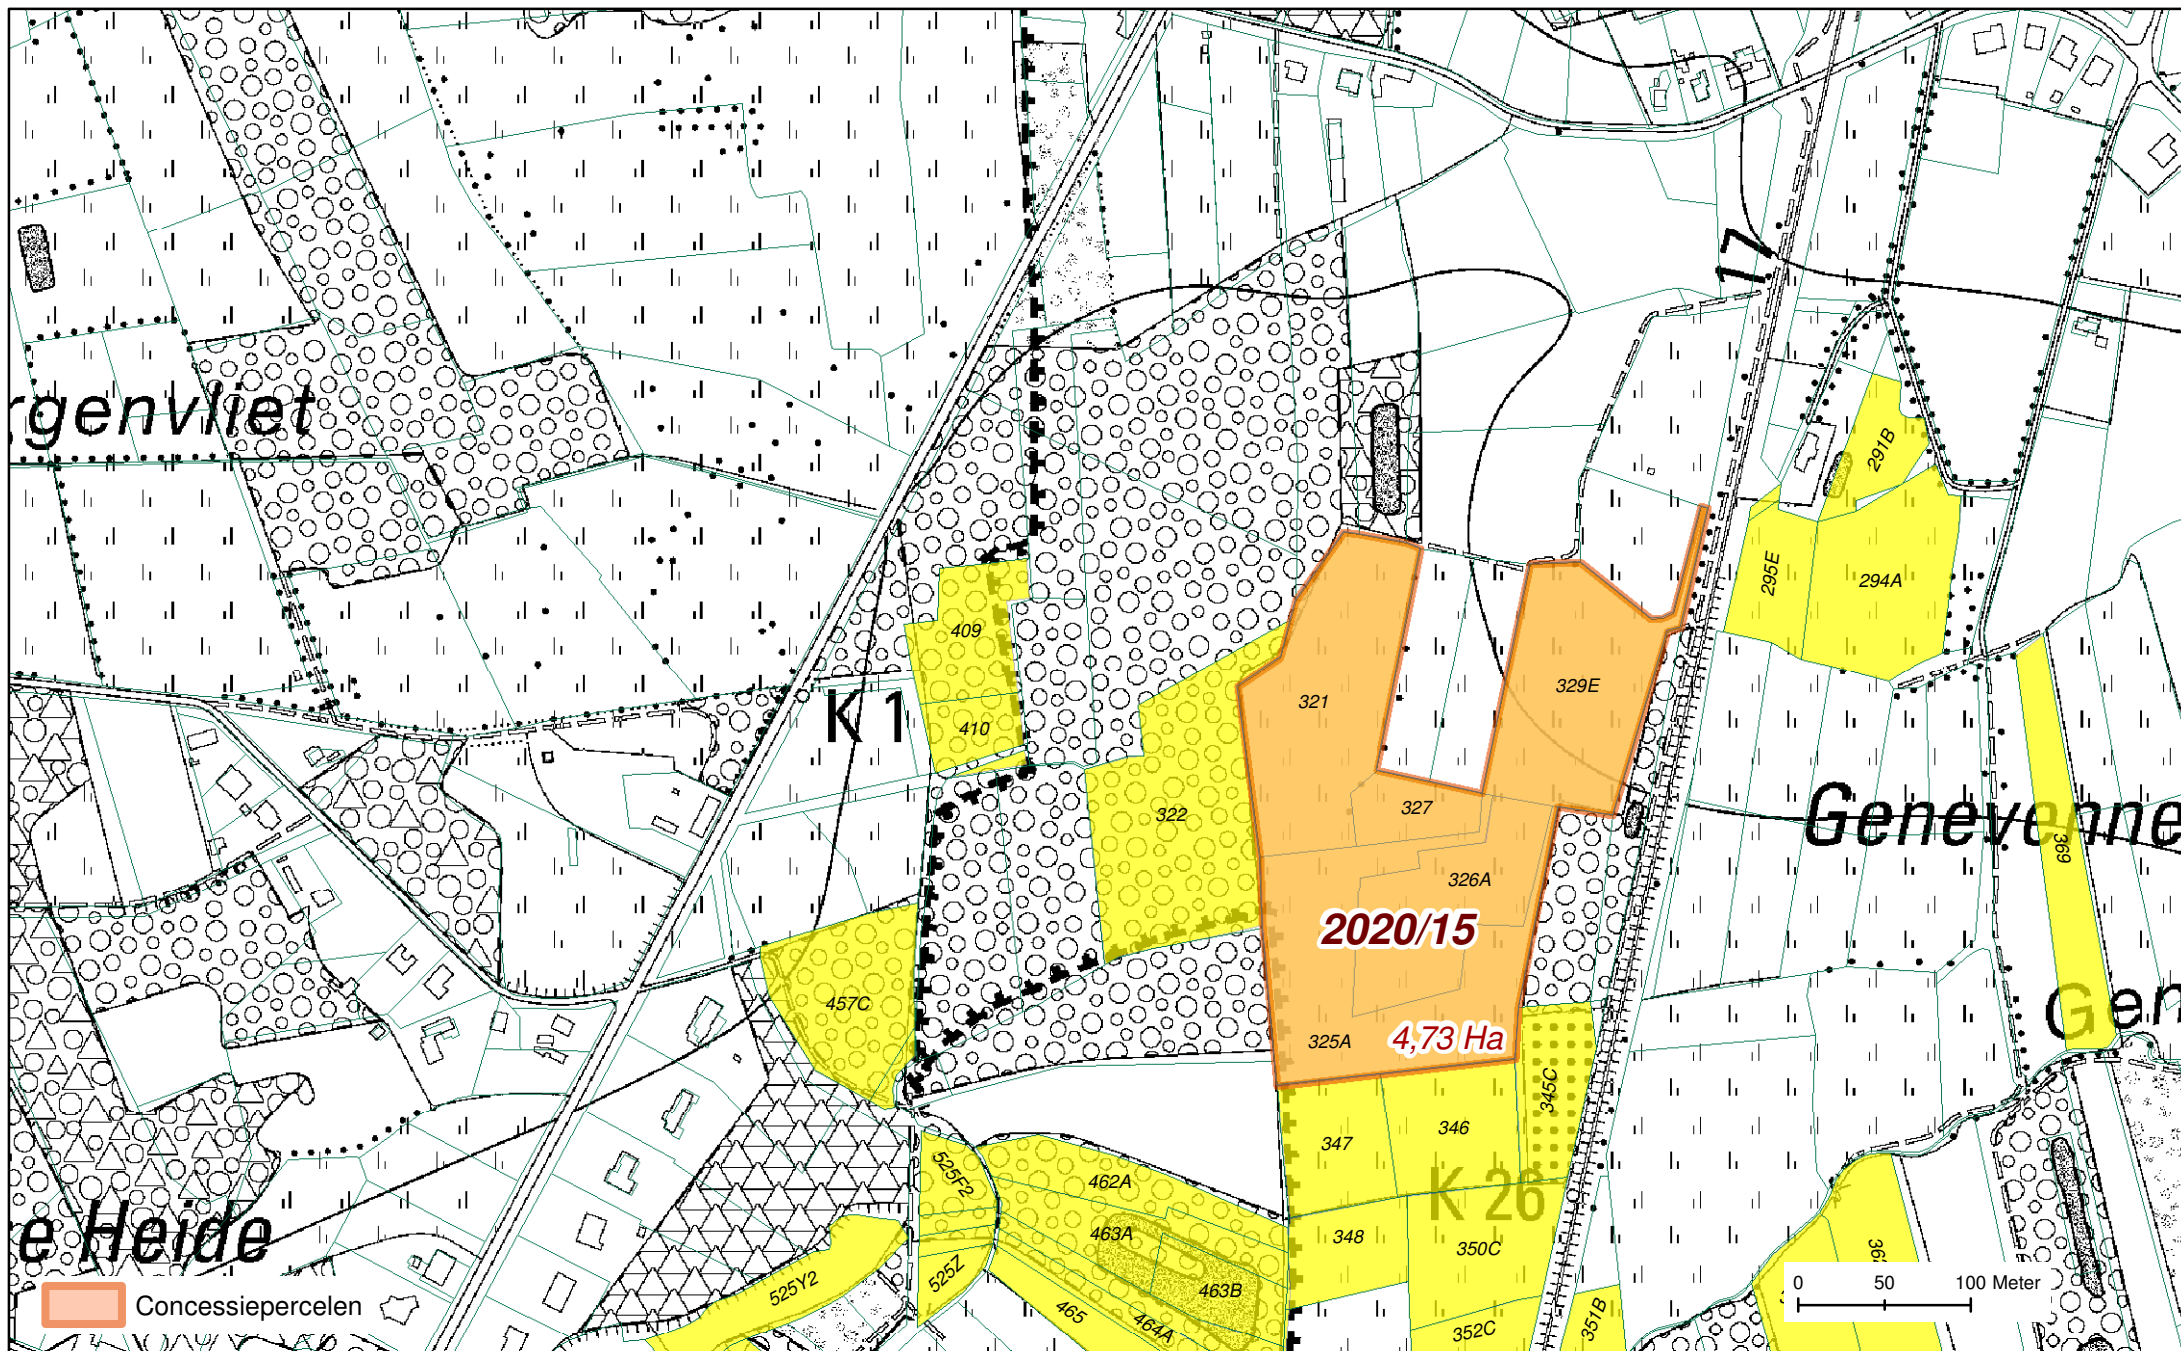 17
rgenvliet
291B
295E
294A
409
410
K 1
321
329E
322
327
326A
2020/15
325A
4,73 Ha
Genevenne
369
Gen
457C
345C
347
346
K 26
348
350C
352C
351B
525F2
462A
463A
463B
525Z
525Y2
465
464A
e Heide
Concessiepercelen
0 50 100 Meter